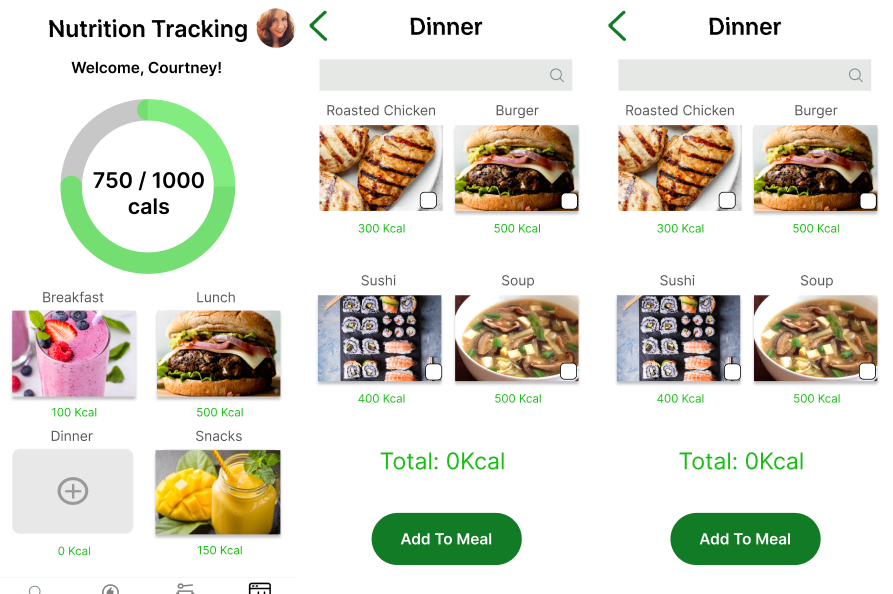 Nutrition Tracking
Welcome, Courtney!
750 / 1000
cals
Breakfast
Lunch
100 Kcal
500 Kcal
Dinner
Snacks
0 Kcal
150 Kcal
Dinner
Roasted Chicken
Burger
300 Kcal
500 Kcal
Sushi
Soup
400 Kcal
500 Kcal
Total: 0Kcal
Add To Meal
Dinner
Roasted Chicken
Burger
300 Kcal
500 Kcal
Sushi
Soup
400 Kcal
500 Kcal
Total: 0Kcal
Add To Meal